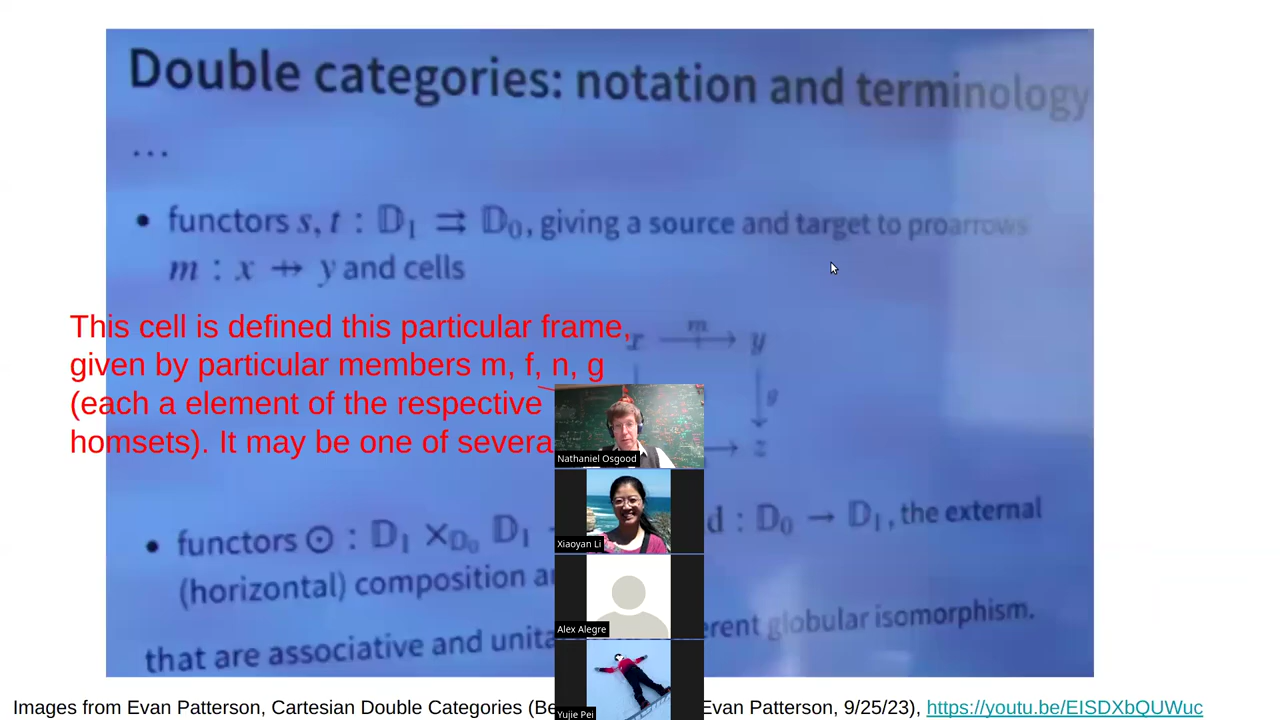 Double categories: notation and terminology
…
• functors s, t : 𝔻₁ ⇉ 𝔻₀, giving a source and target to proarrows
m : x ⇸ y and cells
This cell is defined this particular frame,
given by particular members m, f, n, g
(each a element of the respective
homsets). It may be one of severa
x m y
g
z
Nathaniel Osgood
Xiaoyan Li
Alex Alegre
Yujie Pei
• functors ⊙ : 𝔻₁ ×𝔻₀ 𝔻₁ d : 𝔻₀ → 𝔻₁, the external
(horizontal) composition
that are associative and globular isomorphism.
Images from Evan Patterson, Cartesian Double Categories ( Evan Patterson, 9/25/23), https://youtu.be/EISDXbQUWuc